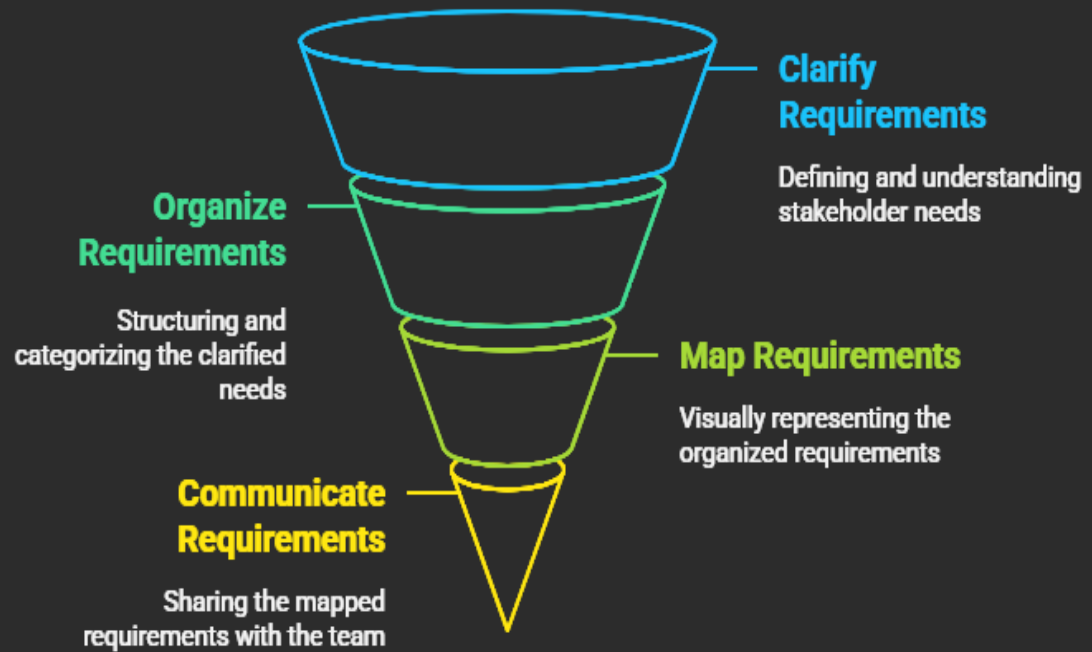 Clarify
Requirements
Defining and understanding
stakeholder needs
Organize
Requirements
Structuring and
categorizing the clarified
needs
Map Requirements
Visually representing the
organized requirements
Communicate
Requirements
Sharing the mapped
requirements with the team